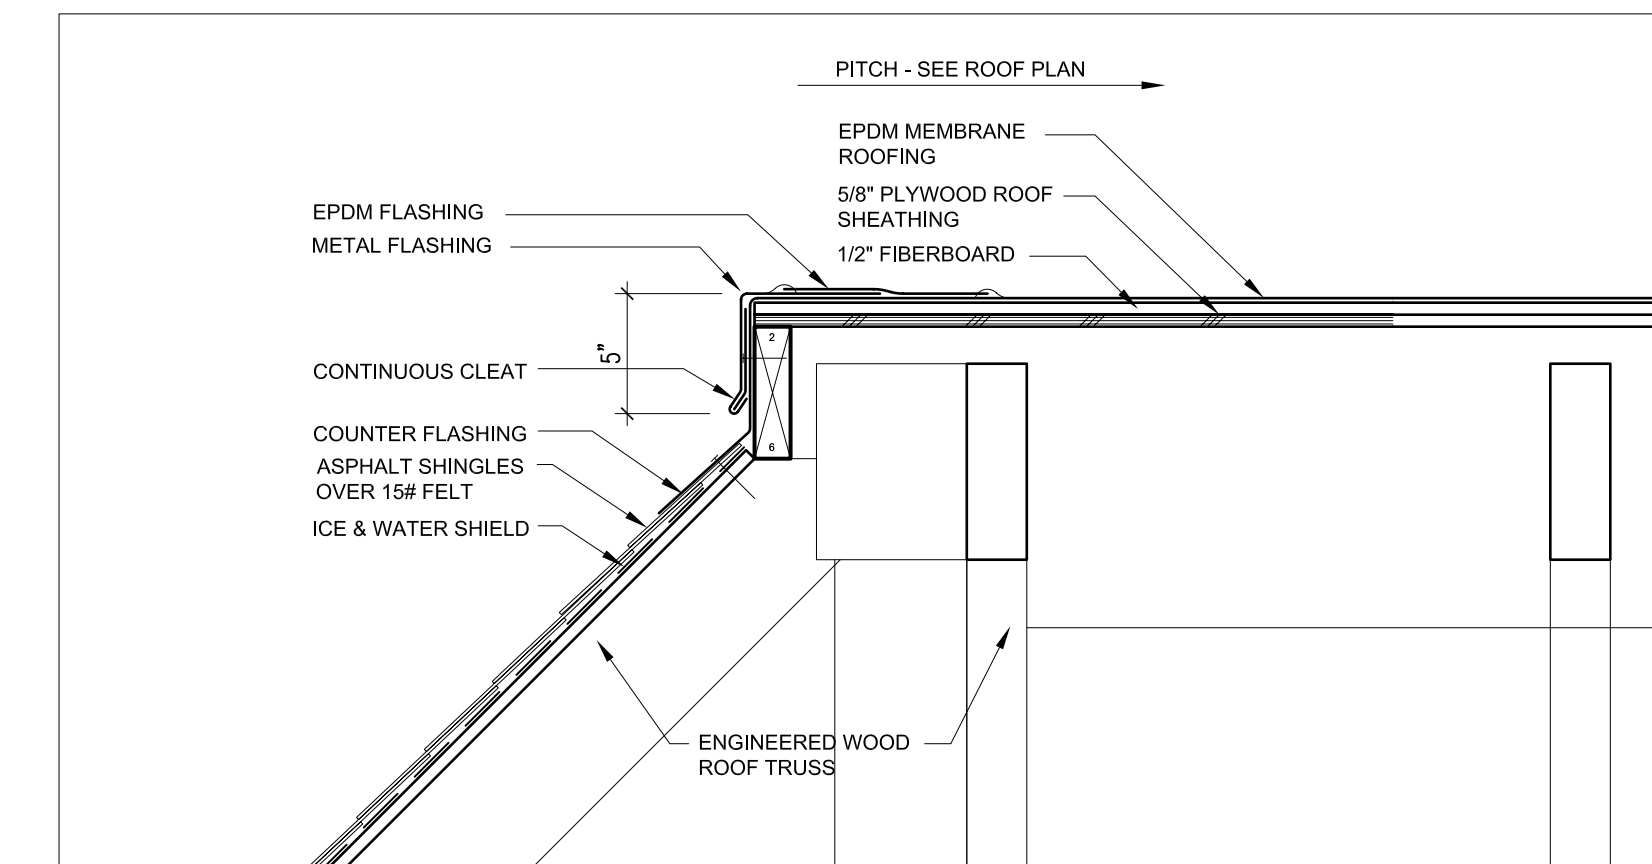 PITCH - SEE ROOF PLAN
EPDM MEMBRANE
ROOFING
5/8" PLYWOOD ROOF
SHEATHING
1/2" FIBERBOARD
EPDM FLASHING
METAL FLASHING
5"
2
6
CONTINUOUS CLEAT
COUNTER FLASHING
ASPHALT SHINGLES
OVER 15# FELT
ICE & WATER SHIELD
ENGINEERED WOOD
ROOF TRUSS